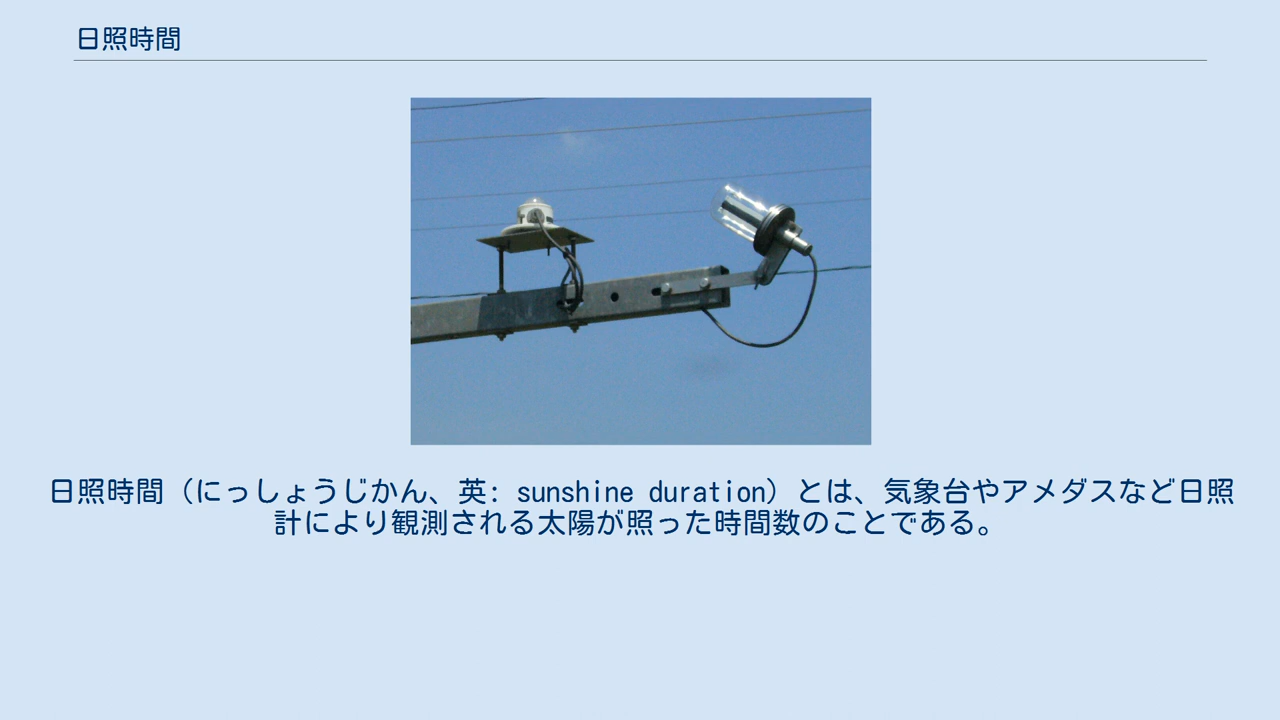 日照時間
日照時間（にっしょうじかん、英: sunshine duration）とは、気象台やアメダスなど日照
計により観測される太陽が照った時間数のことである。